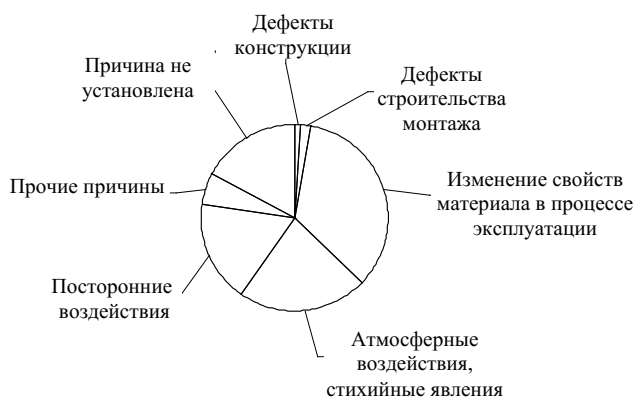 Дефекты
конструкции
Дефекты
строительства
монтажа
Изменение свойств
материала в процессе
эксплуатации
Атмосферные
воздействия,
стихийные явления
Посторонние
воздействия
Прочие причины
Причина не
установлена